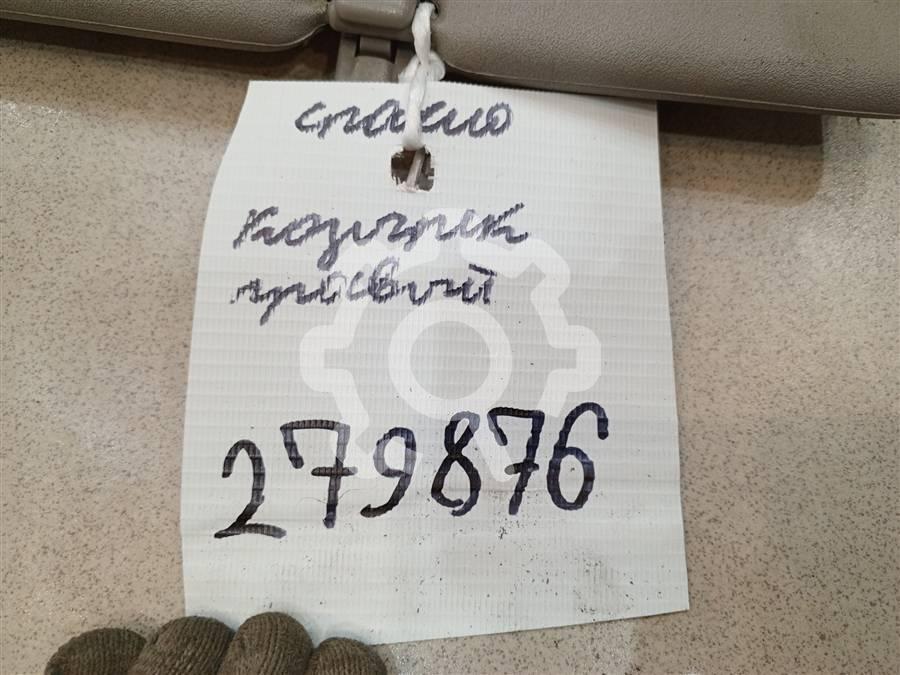 спасио
козырек
правый
279876